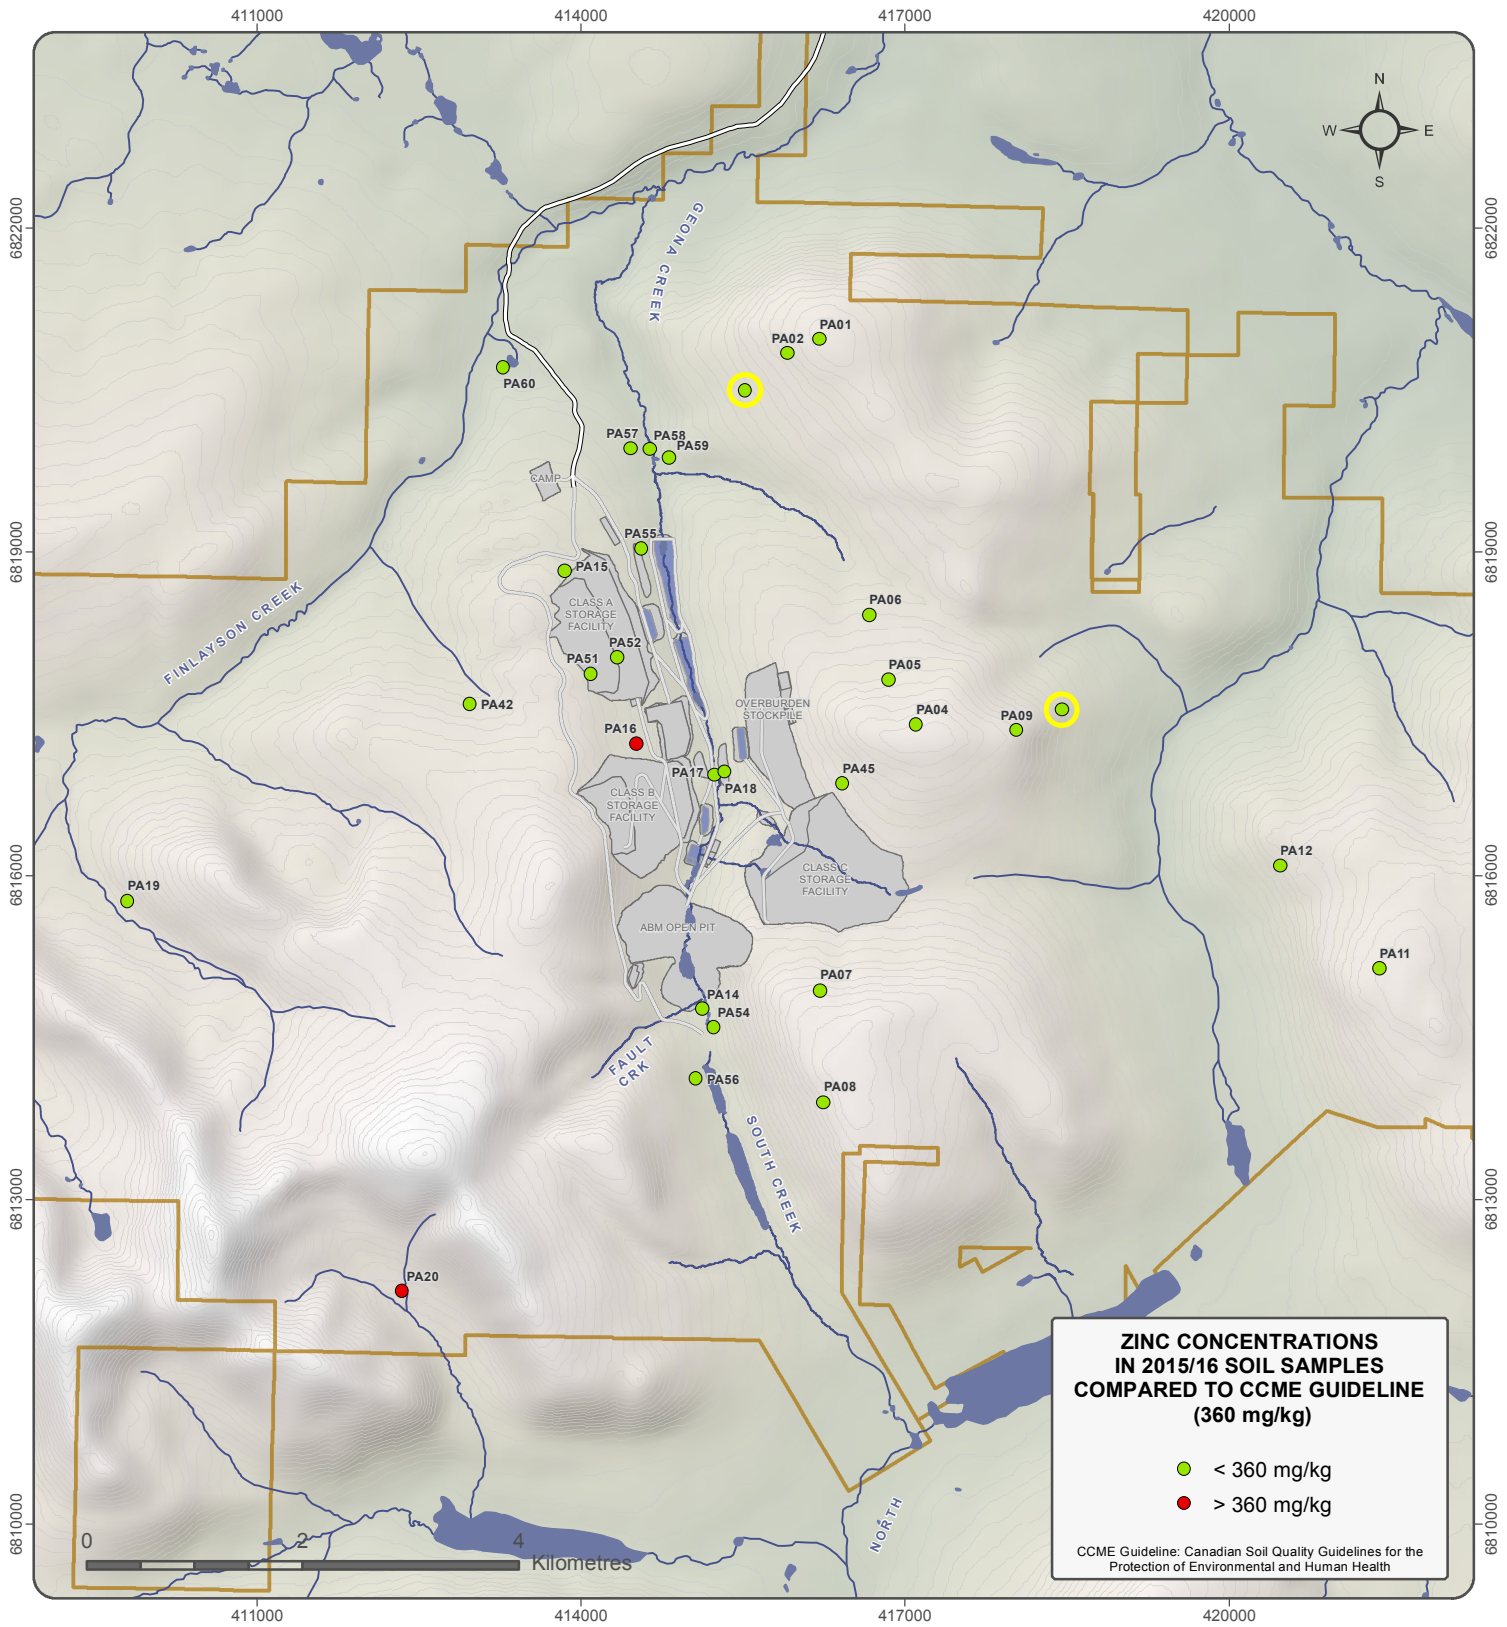 411000
414000
417000
420000
N
W
E
S
6822000
6822000
GEONA CREEK
PA01
PA02
PA60
PA57
PA58
PA59
CAMP
PA55
6819000
6819000
PA15
CLASS A
STORAGE
FACILITY
FINLAYSON CREEK
PA06
PA52
PA51
PA05
PA42
OVERBURDEN
STOCKPILE
PA04
PA09
PA16
PA17
PA18
PA45
CLASS B
STORAGE
FACILITY
PA12
6816000
6816000
CLASS C
STORAGE
FACILITY
PA19
ABM OPEN PIT
PA11
PA07
PA14
PA54
FAULT
CRK
PA56
PA08
SOUTH CREEK
6813000
6813000
PA20
ZINC CONCENTRATIONS
IN 2015/16 SOIL SAMPLES
COMPARED TO CCME GUIDELINE
(360 mg/kg)
< 360 mg/kg
> 360 mg/kg
CCME Guideline: Canadian Soil Quality Guidelines for the
Protection of Environmental and Human Health
NORTH
6810000
6810000
0
2
4
Kilometres
411000
414000
417000
420000